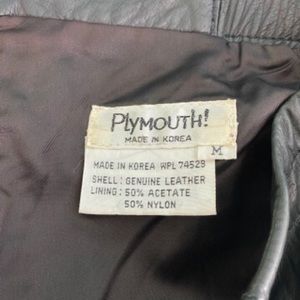 PLYMOUTH!
MADE IN KOREA
M
MADE IN KOREA WPL 74529
SHELL: GENUINE LEATHER
LINING: 50% ACETATE
50% NYLON